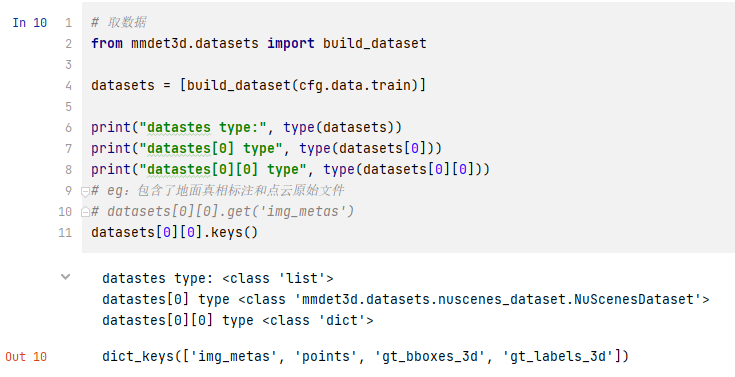 In 10
1 # 取数据
2 from mmdet3d.datasets import build_dataset
3
4 datasets = [build_dataset(cfg.data.train)]
5
6 print("datastes type:", type(datasets))
7 print("datastes[0] type", type(datasets[0]))
8 print("datastes[0][0] type", type(datasets[0][0]))
9 # eg：包含了地面真相标注和点云原始文件
10 # datasets[0][0].get('img_metas')
11 datasets[0][0].keys()
datastes type: <class 'list'>
datastes[0] type <class 'mmdet3d.datasets.nuscenes_dataset.NuScenesDataset'>
datastes[0][0] type <class 'dict'>
Out 10 dict_keys(['img_metas', 'points', 'gt_bboxes_3d', 'gt_labels_3d'])